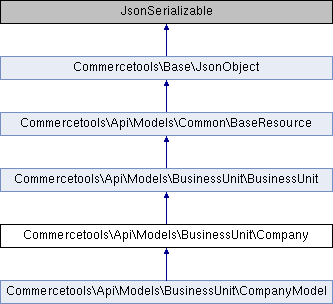 JsonSerializable
Commercetools\Base\JsonObject
Commercetools\Api\Models\Common\BaseResource
Commercetools\Api\Models\BusinessUnit\BusinessUnit
Commercetools\Api\Models\BusinessUnit\Company
Commercetools\Api\Models\BusinessUnit\CompanyModel